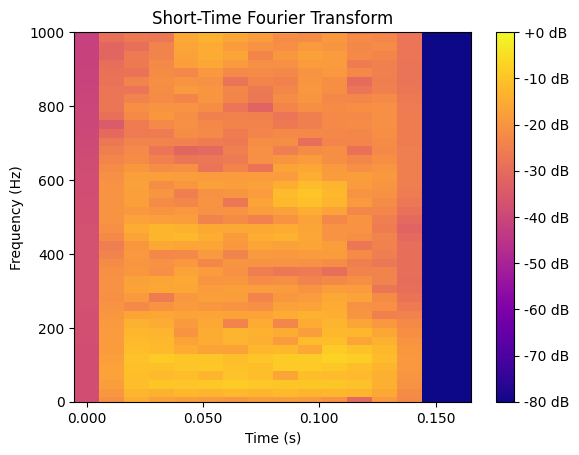 Short-Time Fourier Transform
Frequency (Hz)
1000
800
600
400
200
0
0.000
0.050
0.100
0.150
Time (s)
+0 dB
-10 dB
-20 dB
-30 dB
-40 dB
-50 dB
-60 dB
-70 dB
-80 dB